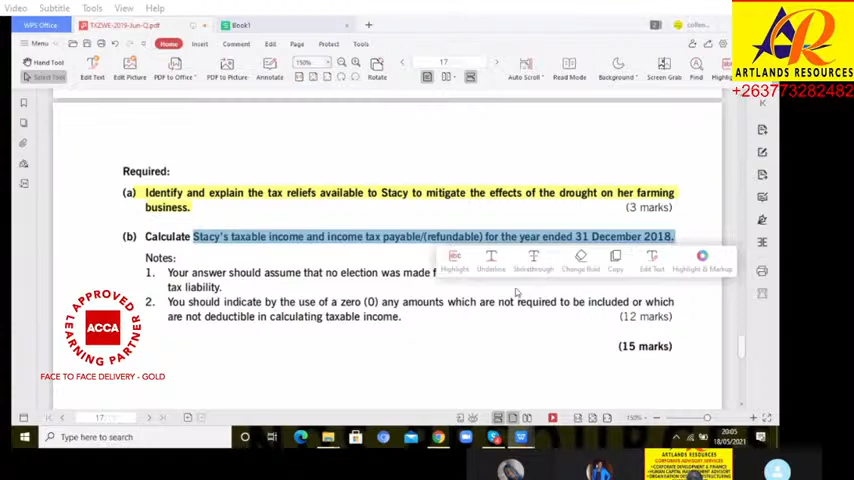 Video Subtitle Tools View Help
WPS Office TXZWE-2019-Jun-Q.pdf Book1
Menu Home Insert Comment Edit Page Protect Tools
Hand Tool
Select Tool Edit Text Edit Picture PDF to Office PDF to Picture Annotate 150% Rotate 17 Auto Scroll Read Mode Background Screen Grab Find
ARTLANDS RESOURCES
+263773282482
Required:
(a) Identify and explain the tax reliefs available to Stacy to mitigate the effects of the drought on her farming
business. (3 marks)
(b) Calculate Stacy's taxable income and income tax payable/(refundable) for the year ended 31 December 2018.
Highlight Underline Strikethrough Change fluid Copy Edit Text Highlight & Markup
Notes:
1. Your answer should assume that no election was made
tax liability.
2. You should indicate by the use of a zero (0) any amounts which are not required to be included or which
are not deductible in calculating taxable income. (12 marks)
(15 marks)
APPROVED
ACCA
LEARNING PARTNER
FACE TO FACE DELIVERY - GOLD
17 150%
Type here to search
20:05
18/05/2021
ARTLANDS RESOURCES
CORPORATE ADVISORY SERVICES